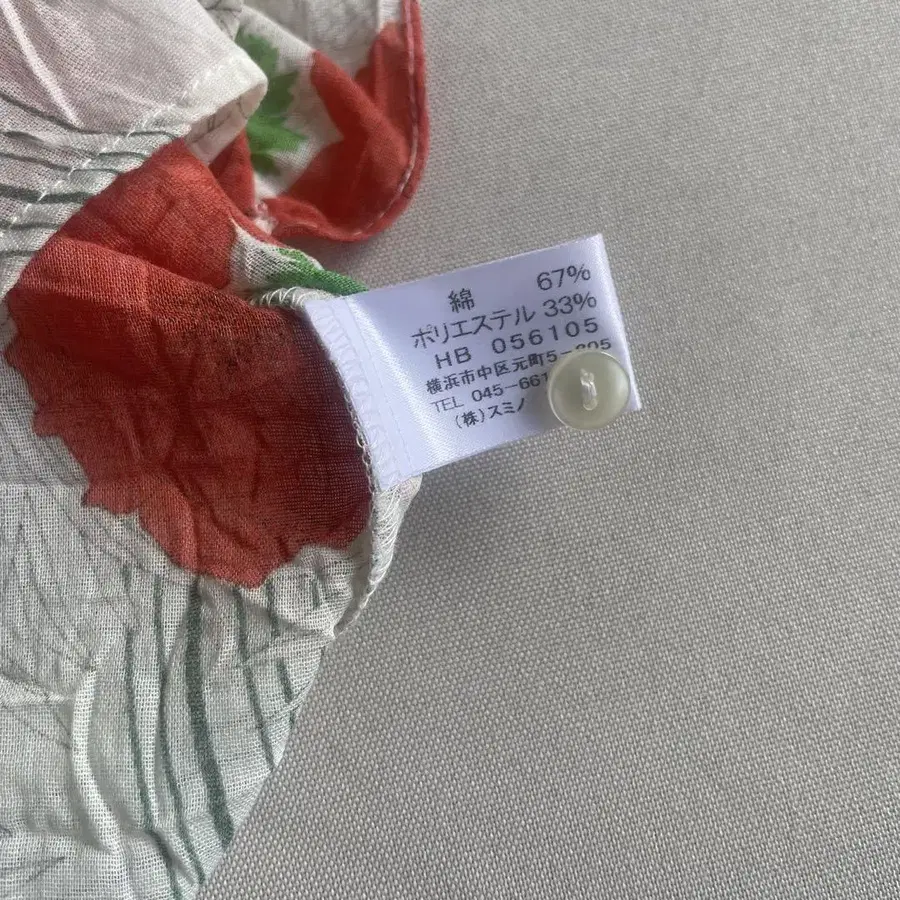 綿 67%
ポリエステル 33%
HB 056105
横浜市中区元町5-205
TEL 045-661
(株)スミノ